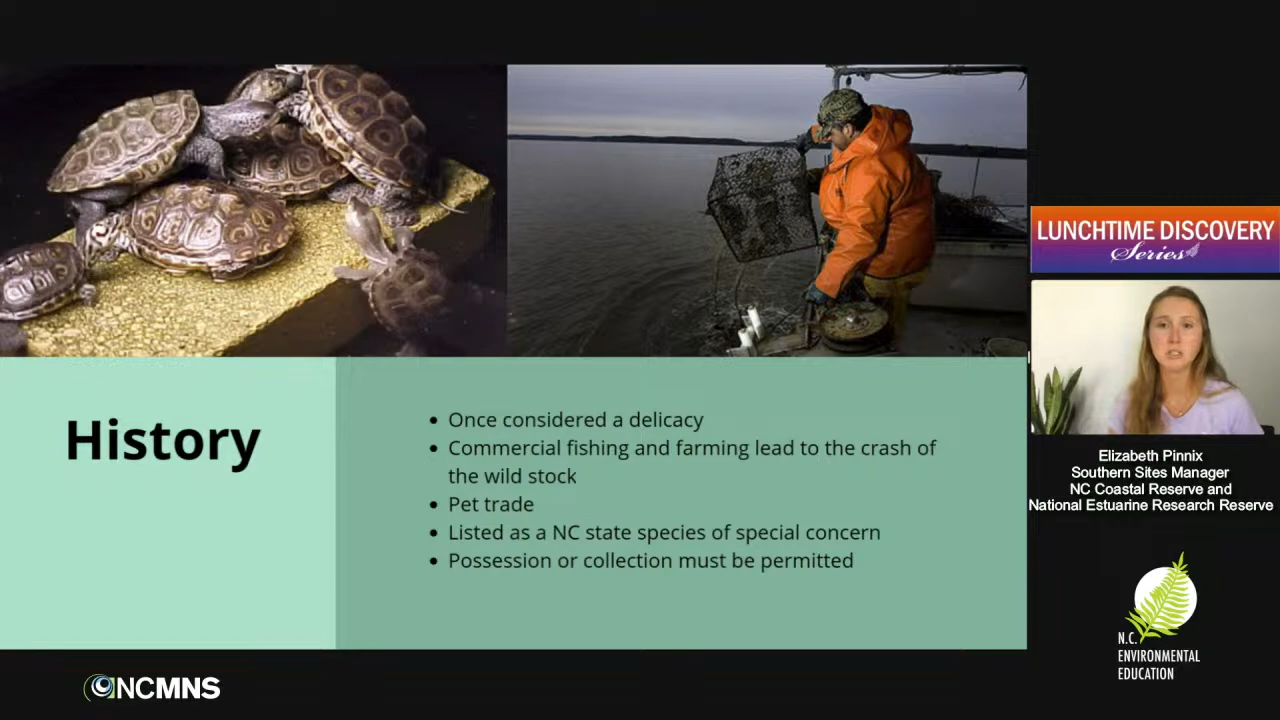 LUNCHTIME DISCOVERY
Series
History
• Once considered a delicacy
• Commercial fishing and farming lead to the crash of
the wild stock
• Pet trade
• Listed as a NC state species of special concern
• Possession or collection must be permitted
Elizabeth Pinnix
Southern Sites Manager
NC Coastal Reserve and
National Estuarine Research Reserve
N.C.
ENVIRONMENTAL
EDUCATION
NCMNS